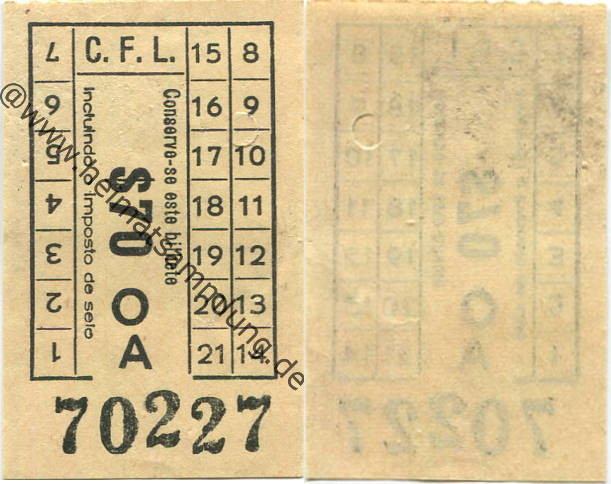 C. F. L.
7 6 5 4 3 2 1
15 8
16 9
17 10
18 11
19 12
20 13
21 14
Conserve-se este bilhete
Incluindo o imposto de selo
$70
OA
70227
@www.heimatsammlung.de